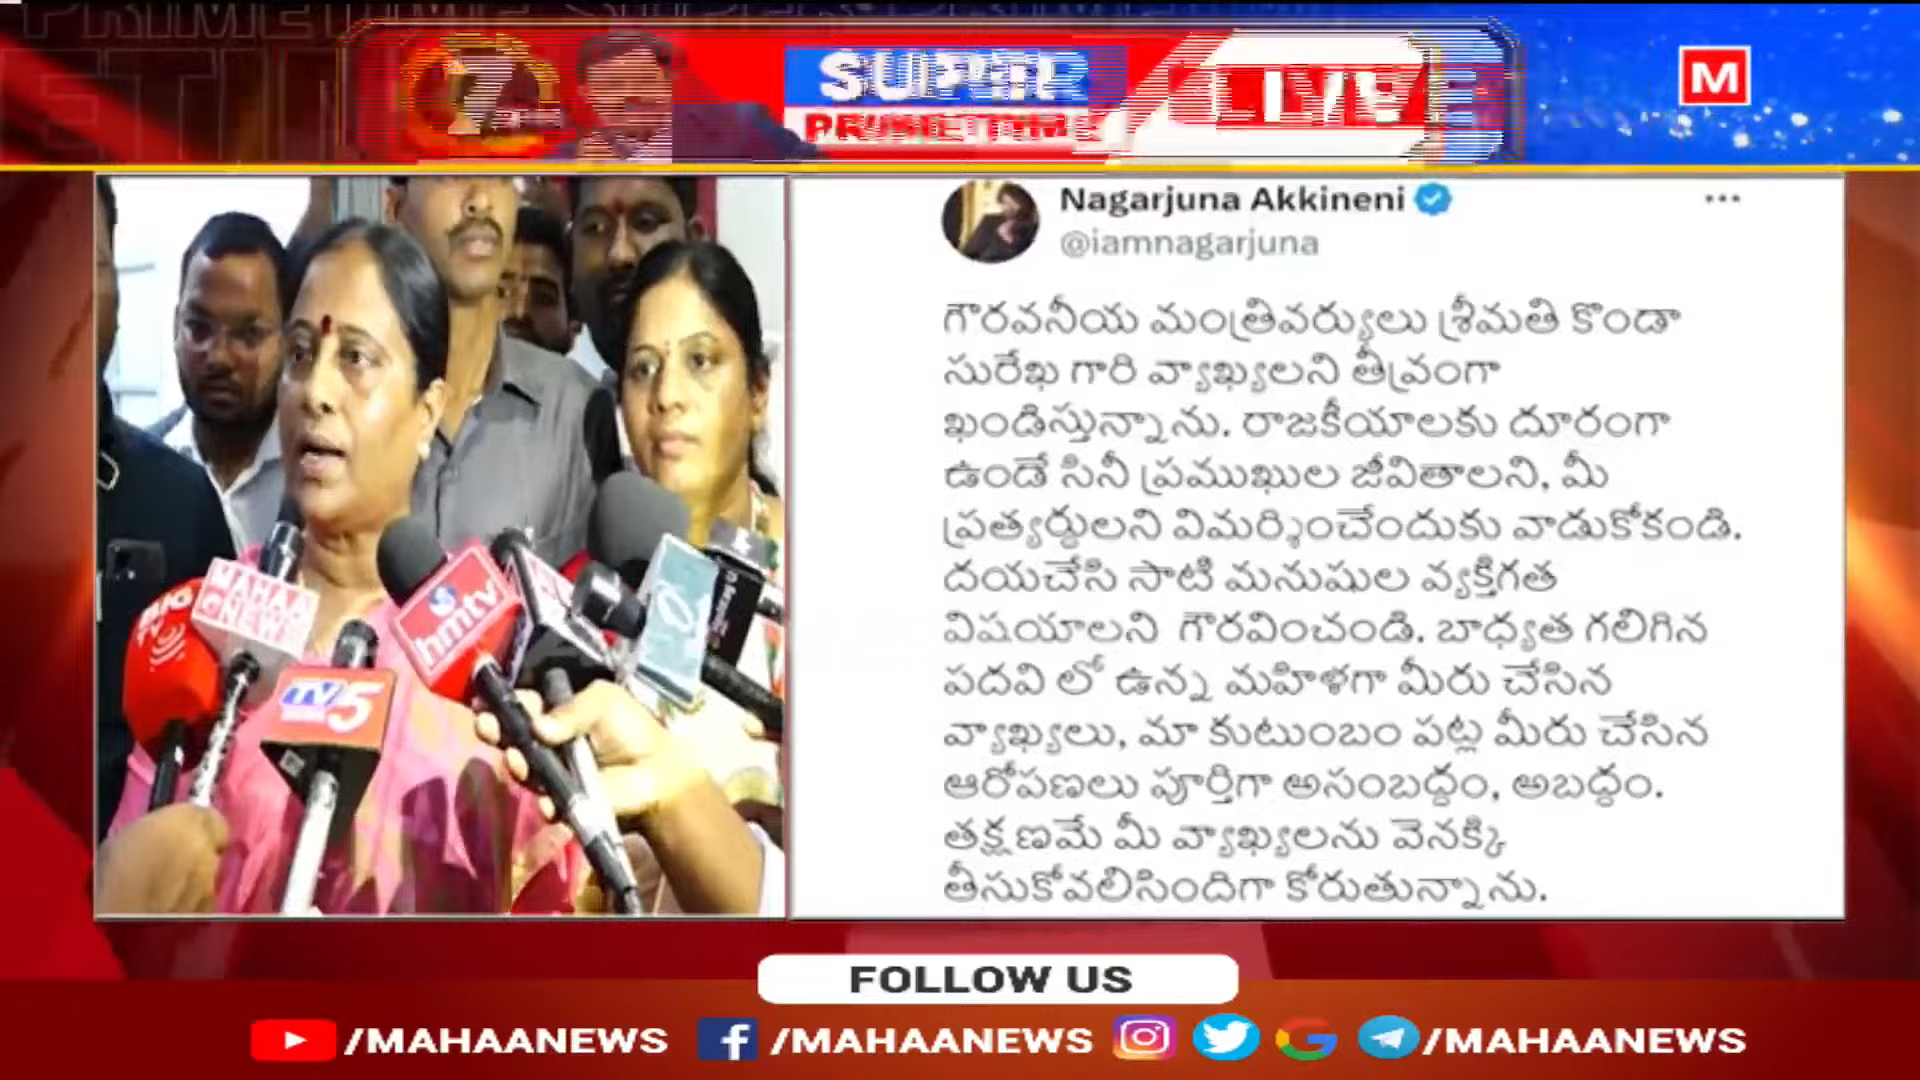 SUPER
PRIME TIME
LIVE
M
Nagarjuna Akkineni
@iamnagarjuna
గౌరవనీయ మంత్రివర్యులు శ్రీమతి కొండా
సురేఖ గారి వ్యాఖ్యలని తీవ్రంగా
ఖండిస్తున్నాను. రాజకీయాలకు దూరంగా
ఉండే సినీ ప్రముఖుల జీవితాలని, మీ
ప్రత్యర్థులని విమర్శించేందుకు వాడుకోకండి.
దయచేసి సాటి మనుషుల వ్యక్తిగత
విషయాలని గౌరవించండి. బాధ్యత గలిగిన
పదవి లో ఉన్న మహిళగా మీరు చేసిన
వ్యాఖ్యలు, మా కుటుంబం పట్ల మీరు చేసిన
ఆరోపణలు పూర్తిగా అసంబద్ధం, అబద్ధం.
తక్షణమే మీ వ్యాఖ్యలను వెనక్కి
తీసుకోవలిసిందిగా కోరుతున్నాను.
MAHAA
NEWS
BIG
TV
hmtv
TV5
FOLLOW US
/MAHAANEWS /MAHAANEWS /MAHAANEWS